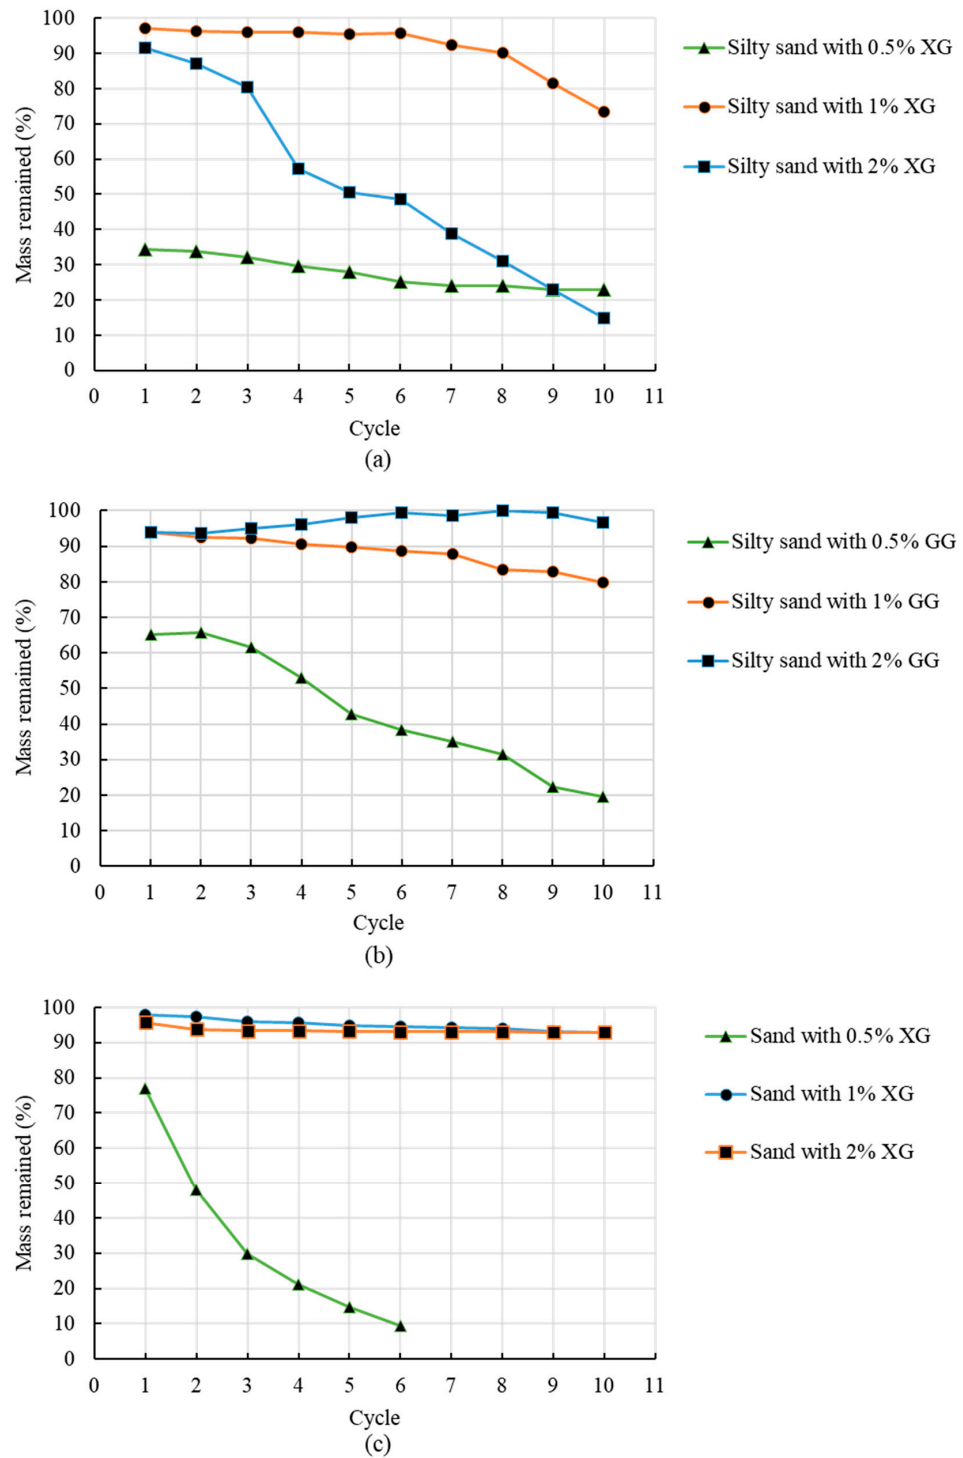 100
90
80
70
60
50
40
30
20
10
0
Mass remained (%)
0 1 2 3 4 5 6 7 8 9 10 11
Cycle
(a)
Silty sand with 0.5% XG
Silty sand with 1% XG
Silty sand with 2% XG
100
90
80
70
60
50
40
30
20
10
0
Mass remained (%)
0 1 2 3 4 5 6 7 8 9 10 11
Cycle
(b)
Silty sand with 0.5% GG
Silty sand with 1% GG
Silty sand with 2% GG
100
90
80
70
60
50
40
30
20
10
0
Mass remained (%)
0 1 2 3 4 5 6 7 8 9 10 11
Cycle
(c)
Sand with 0.5% XG
Sand with 1% XG
Sand with 2% XG